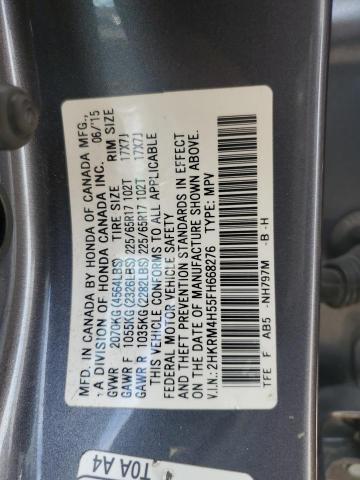 MFD. IN CANADA BY HONDA OF CANADA MFG.,
A DIVISION OF HONDA CANADA INC. 06/15
GVWR 2070KG(4564LBS) TIRE SIZE RIM SIZE
GAWR F 1055KG(2326LBS) 225/65R17 102T 17X7J
GAWR R 1035KG(2282LBS) 225/65R17 102T 17X7J
THIS VEHICLE CONFORMS TO ALL APPLICABLE
FEDERAL MOTOR VEHICLE SAFETY
AND THEFT PREVENTION STANDARDS IN EFFECT
ON THE DATE OF MANUFACTURE SHOWN ABOVE.
V.I.N.: 2HKRM4H55FH668276 TYPE: MPV
TFE F AB5 NH797M -B-H
T0A A4